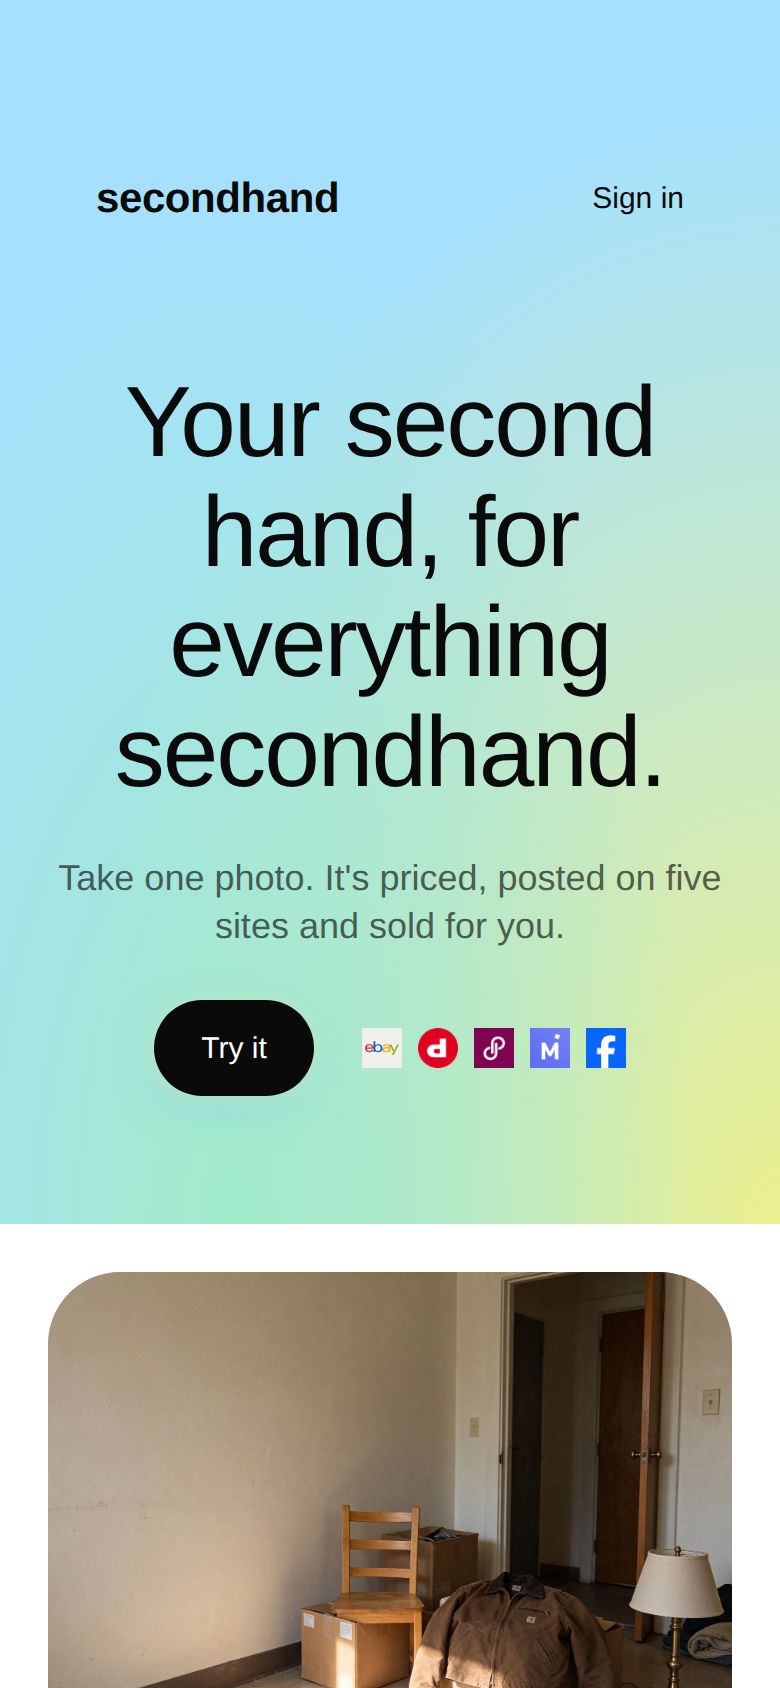 secondhand
Sign in
Your second
hand, for
everything
secondhand.
Take one photo. It's priced, posted on five
sites and sold for you.
Try it
ebay